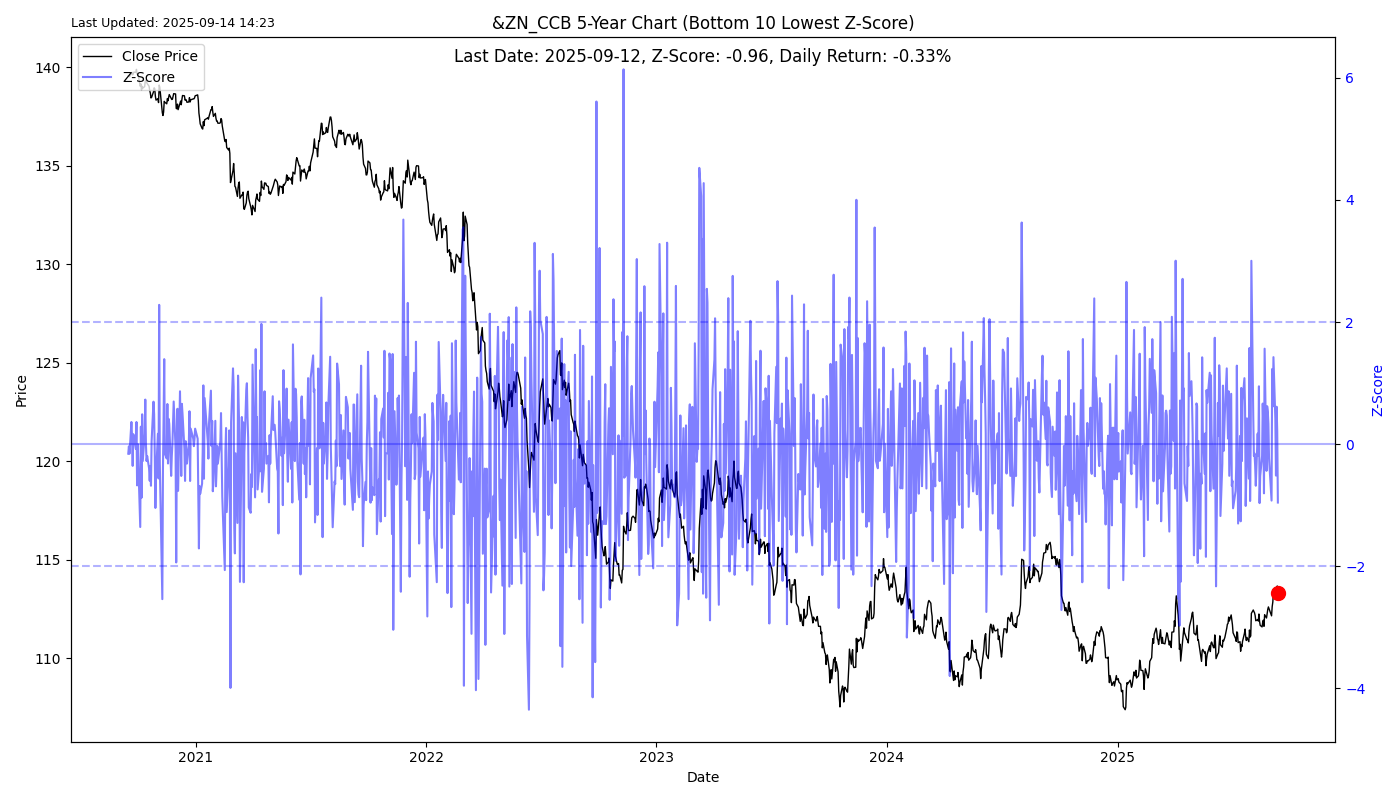 Last Updated: 2025-09-14 14:23
&ZN_CCB 5-Year Chart (Bottom 10 Lowest Z-Score)
Last Date: 2025-09-12, Z-Score: -0.96, Daily Return: -0.33%
Close Price
Z-Score
140
135
130
125
120
115
110
Price
6
4
2
0
−2
−4
Z-Score
2021
2022
2023
2024
2025
Date